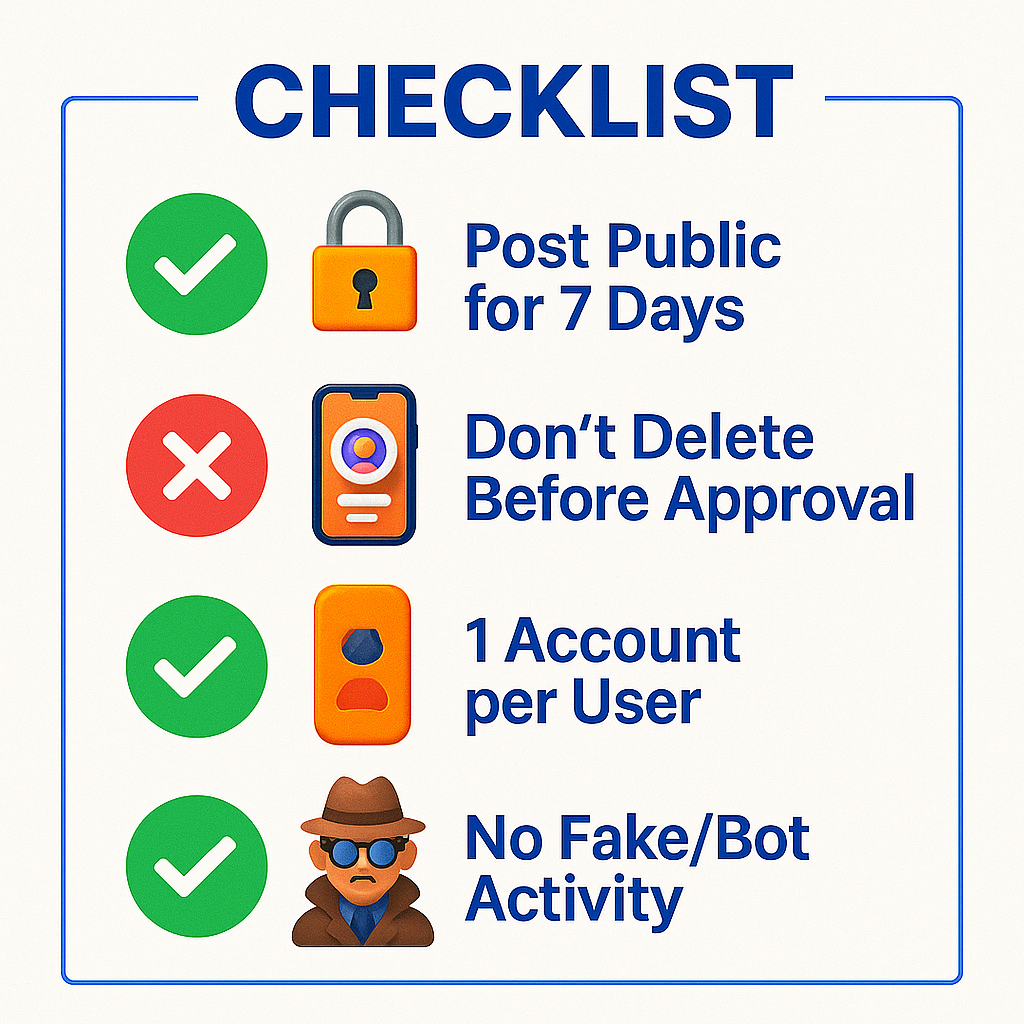 CHECKLIST
Post Public
for 7 Days
Don‘t Delete
Before Approval
1 Account
per User
No Fake/Bot
Activity